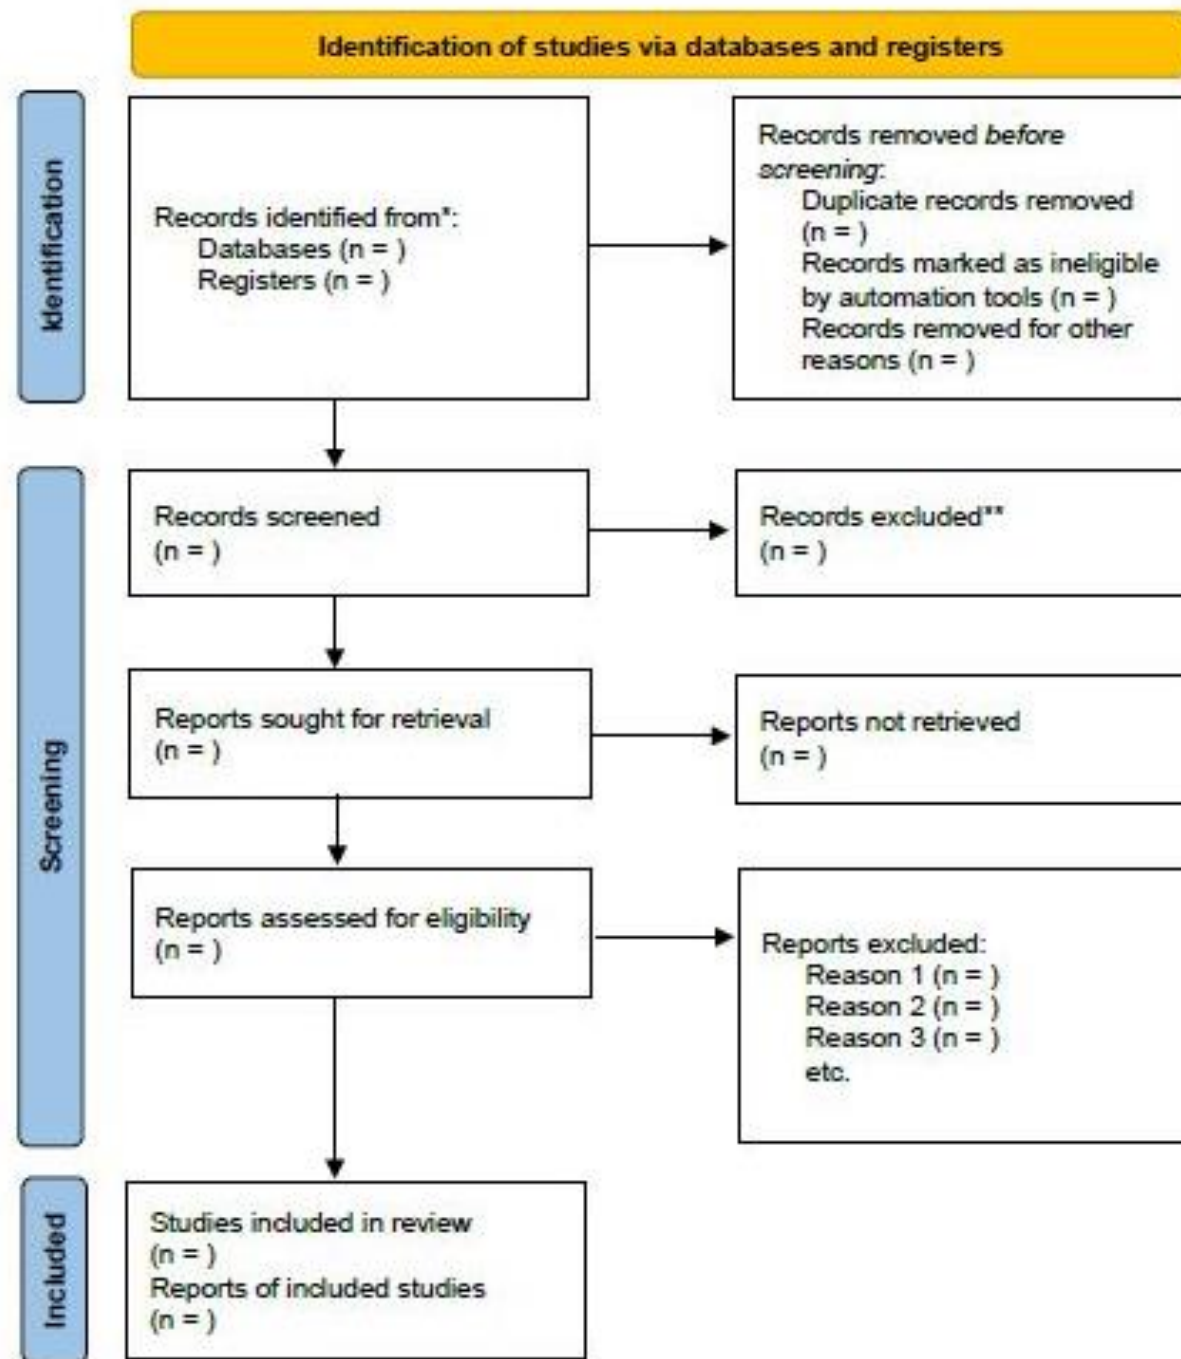 Identification of studies via databases and registers
Identification
Records identified from*:
Databases (n = )
Registers (n = )
Records removed before
screening:
Duplicate records removed
(n = )
Records marked as ineligible
by automation tools (n = )
Records removed for other
reasons (n = )
Screening
Records screened
(n = )
Records excluded**
(n = )
Reports sought for retrieval
(n = )
Reports not retrieved
(n = )
Reports assessed for eligibility
(n = )
Reports excluded:
Reason 1 (n = )
Reason 2 (n = )
Reason 3 (n = )
etc.
Included
Studies included in review
(n = )
Reports of included studies
(n = )